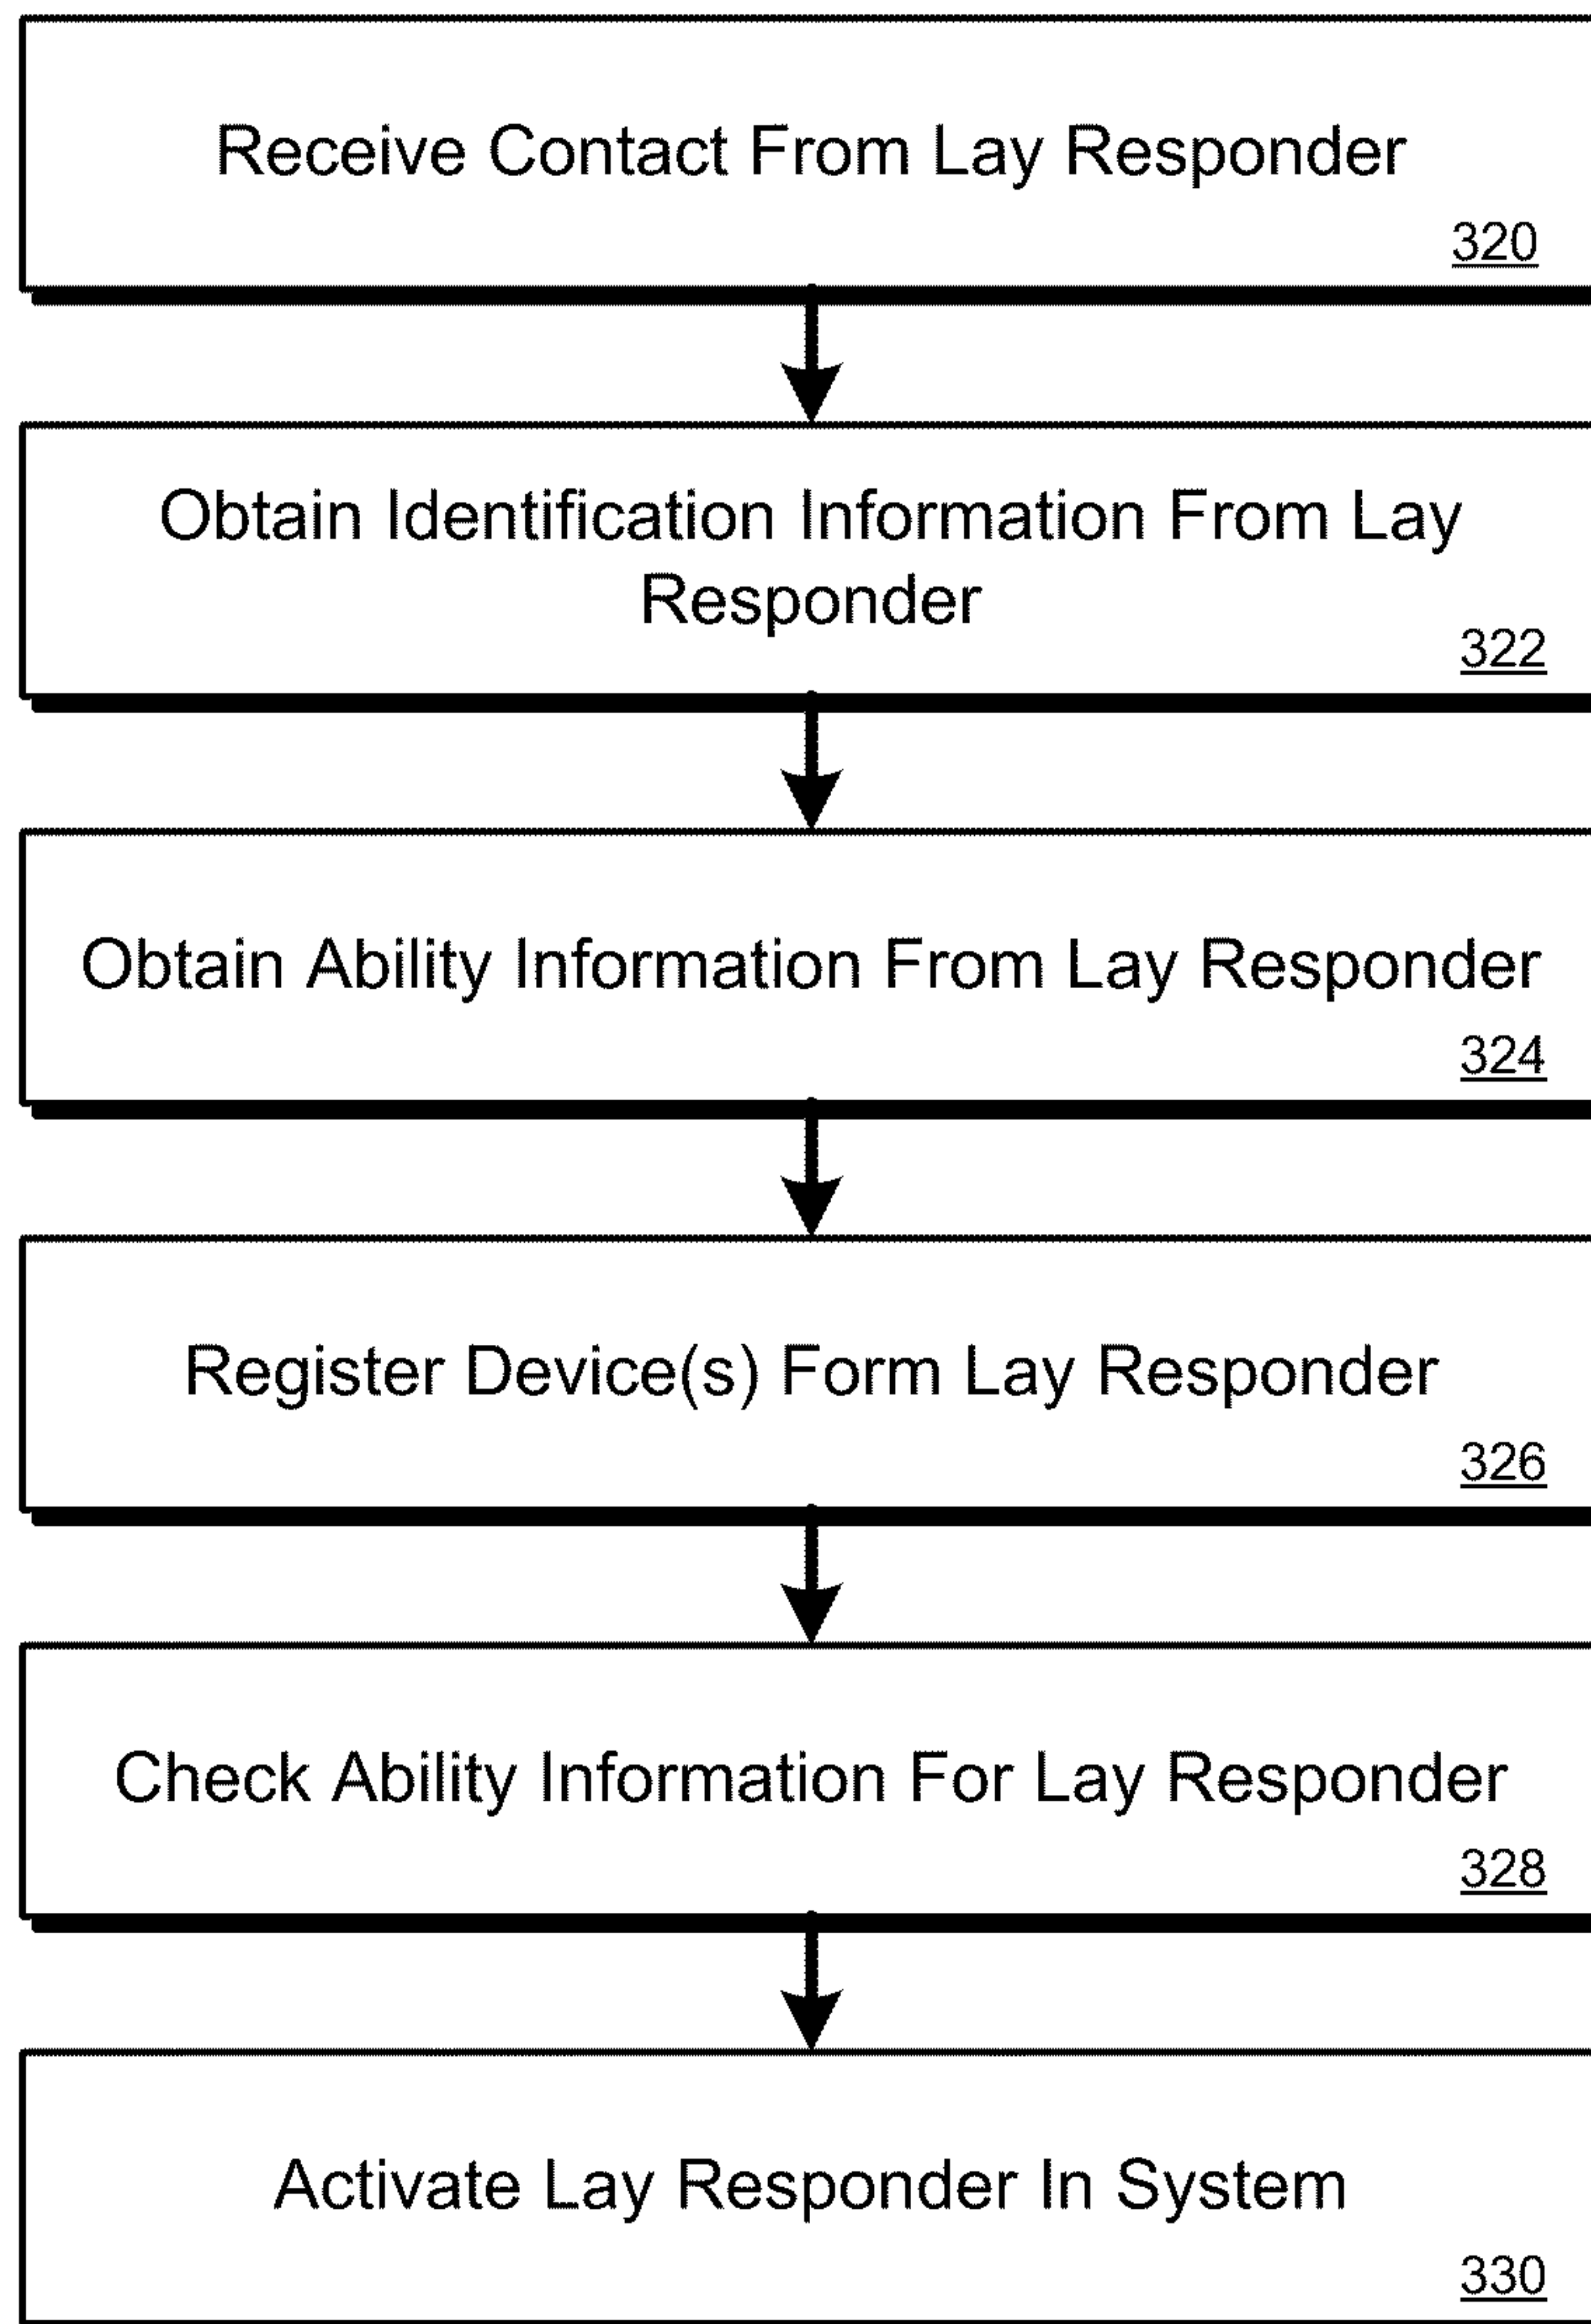 Receive Contact From Lay Responder
320
Obtain Identification Information From Lay
Responder
322
Obtain Ability Information From Lay Responder
324
Register Device(s) Form Lay Responder
326
Check Ability Information For Lay Responder
328
Activate Lay Responder In System
330